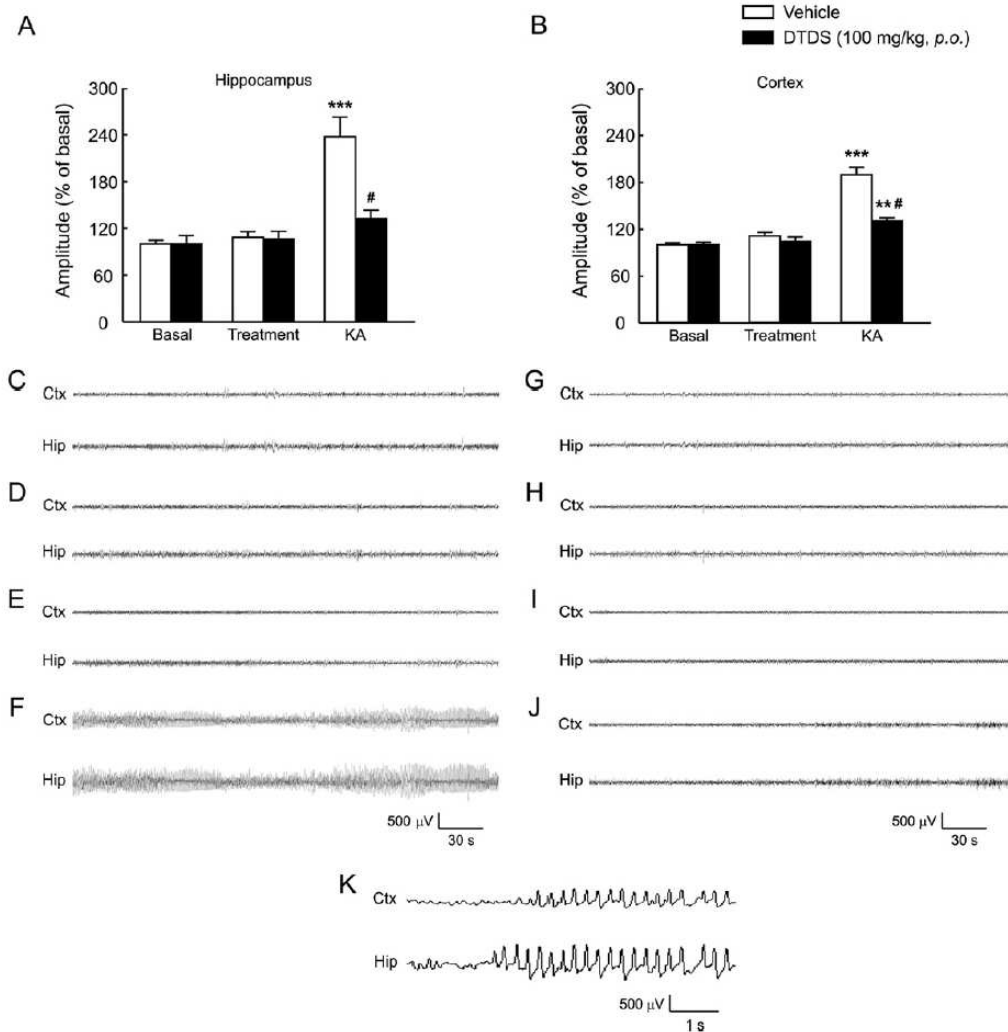 A
B
Vehicle
DTDS (100 mg/kg, p.o.)
Hippocampus
Amplitude (% of basal)
300
240
180
120
60
0
***
#
Basal Treatment KA
Cortex
Amplitude (% of basal)
300
240
180
120
60
0
***
**#
Basal Treatment KA
C
Ctx
Hip
G
Ctx
Hip
D
Ctx
Hip
H
Ctx
Hip
E
Ctx
Hip
I
Ctx
Hip
F
Ctx
Hip
500 µV
30 s
J
Ctx
Hip
500 µV
30 s
K
Ctx
Hip
500 µV
1 s